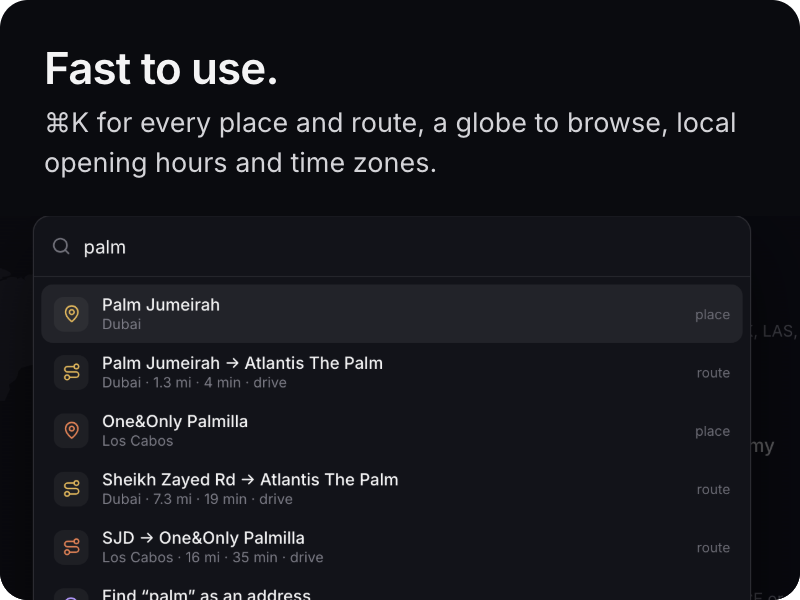 Fast to use.
⌘K for every place and route, a globe to browse, local
opening hours and time zones.
palm
Palm Jumeirah
Dubai
place
, LAS,
Palm Jumeirah → Atlantis The Palm
Dubai · 1.3 mi · 4 min · drive
route
One&Only Palmilla
Los Cabos
place
my
Sheikh Zayed Rd → Atlantis The Palm
Dubai · 7.3 mi · 19 min · drive
route
SJD → One&Only Palmilla
Los Cabos · 16 mi · 35 min · drive
route
Find “palm” as an address